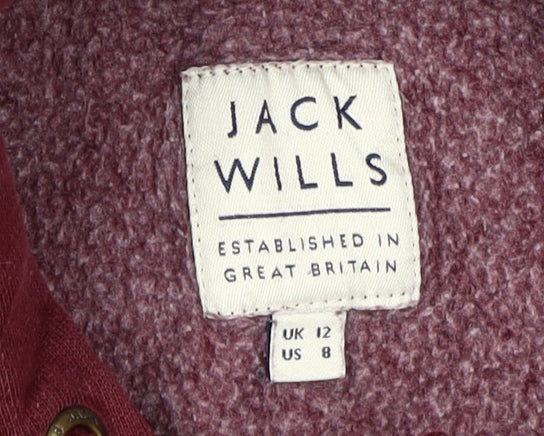 JACK
WILLS
ESTABLISHED IN
GREAT BRITAIN
UK 12
US 8